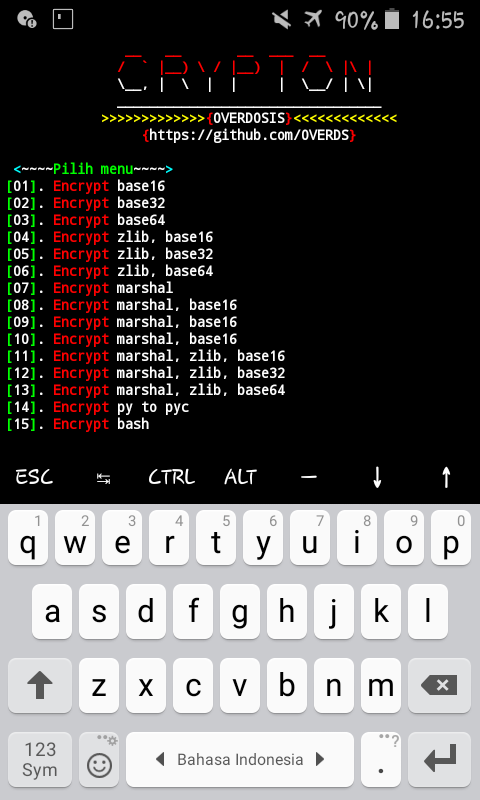 90% 16:55
CRYPTON
>>>>>>>>>>>>>{OVERDOSIS}<<<<<<<<<<<<<
{https://github.com/OVERDS}
<~~~~Pilih menu~~~~>
[01]. Encrypt base16
[02]. Encrypt base32
[03]. Encrypt base64
[04]. Encrypt zlib, base16
[05]. Encrypt zlib, base32
[06]. Encrypt zlib, base64
[07]. Encrypt marshal
[08]. Encrypt marshal, base16
[09]. Encrypt marshal, base16
[10]. Encrypt marshal, base16
[11]. Encrypt marshal, zlib, base16
[12]. Encrypt marshal, zlib, base32
[13]. Encrypt marshal, zlib, base64
[14]. Encrypt py to pyc
[15]. Encrypt bash
ESC CTRL ALT — ↓ ↑
1 2 3 4 5 6 7 8 9 0
q w e r t y u i o p
a s d f g h j k l
z x c v b n m
123 Sym Bahasa Indonesia . ?